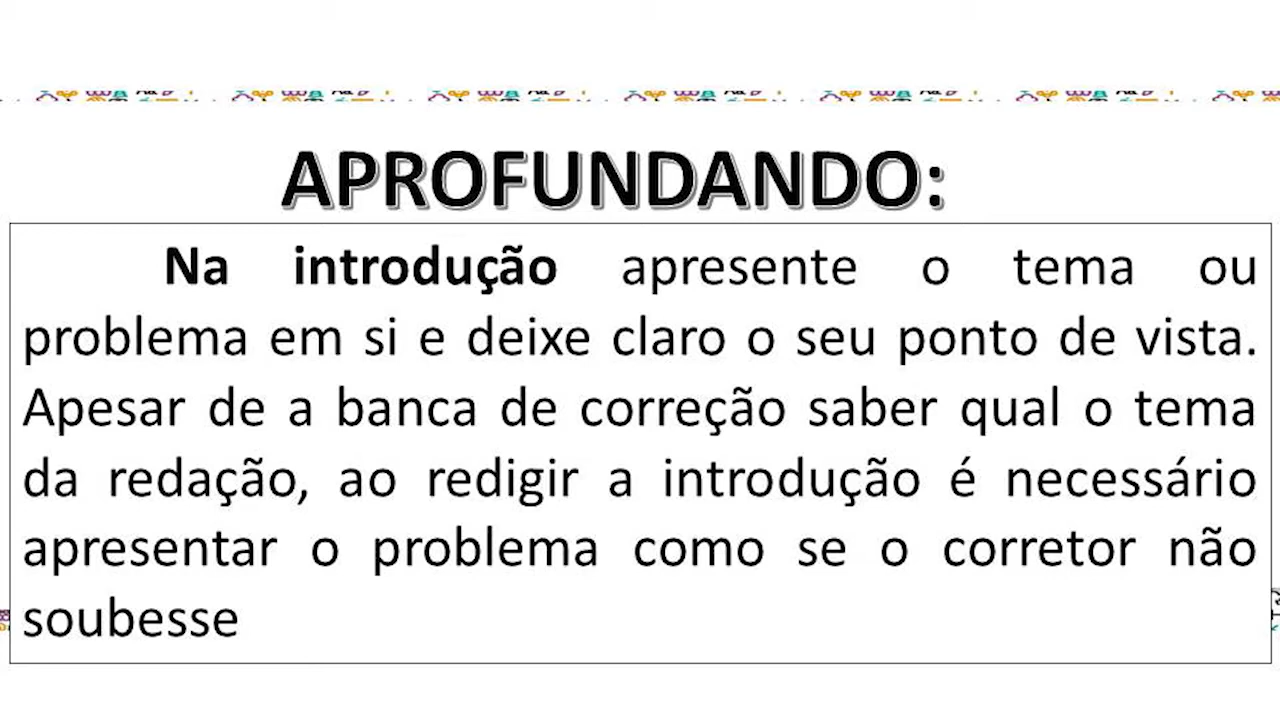 APROFUNDANDO:
Na introdução apresente o tema ou
problema em si e deixe claro o seu ponto de vista.
Apesar de a banca de correção saber qual o tema
da redação, ao redigir a introdução é necessário
apresentar o problema como se o corretor não
soubesse